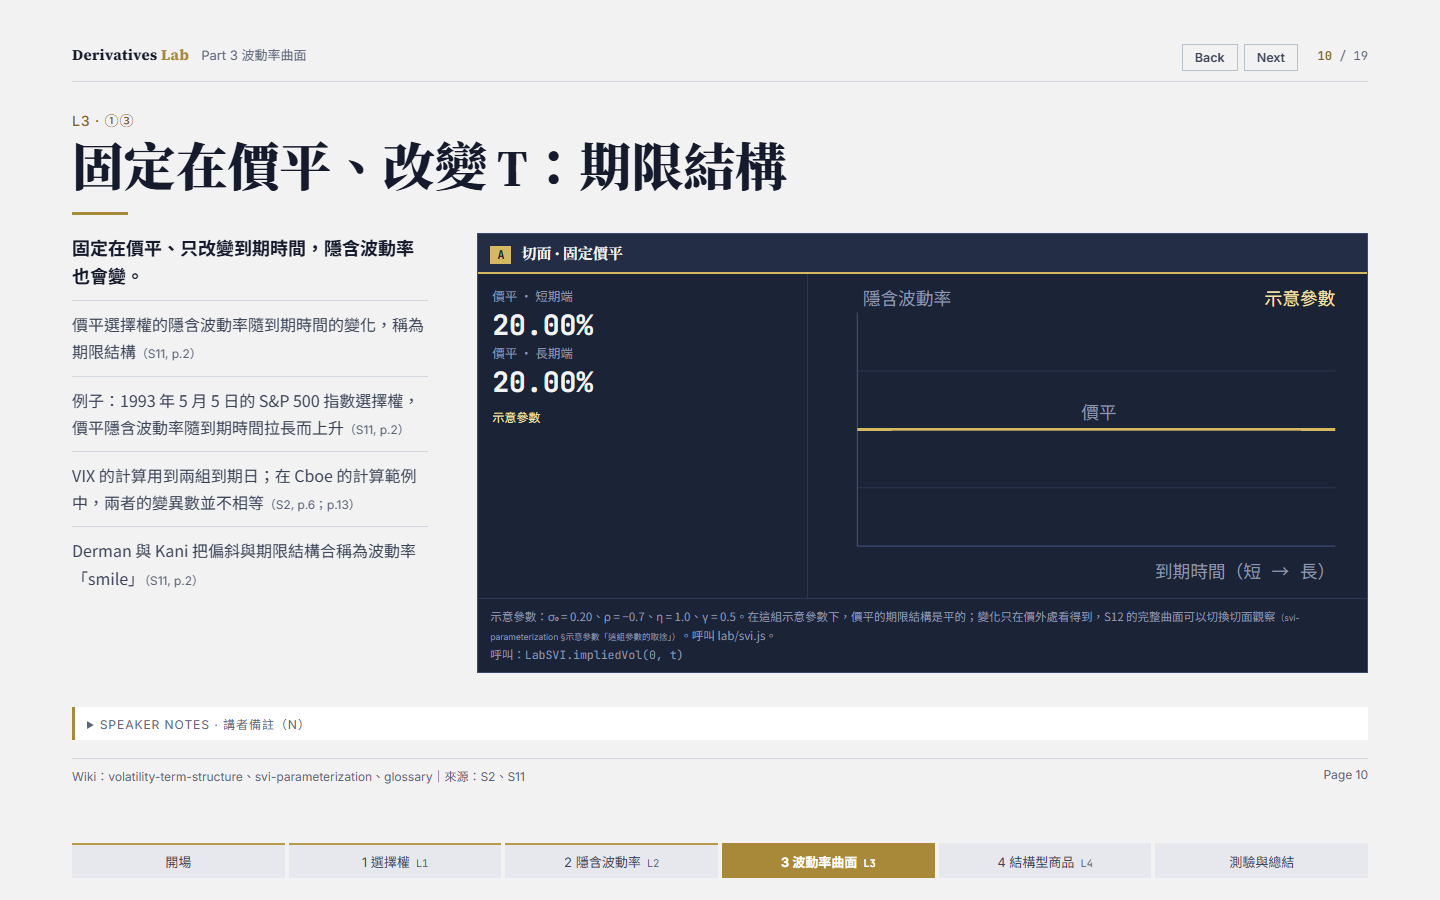 Derivatives Lab Part 3 波動率曲面
Back Next 10 / 19
L3 · ①③
固定在價平、改變 T：期限結構
固定在價平、只改變到期時間，隱含波動率
也會變。
價平選擇權的隱含波動率隨到期時間的變化，稱為
期限結構（S11, p.2）
例子：1993 年 5 月 5 日的 S&P 500 指數選擇權，
價平隱含波動率隨到期時間拉長而上升（S11, p.2）
VIX 的計算用到兩組到期日；在 Cboe 的計算範例
中，兩者的變異數並不相等（S2, p.6；p.13）
Derman 與 Kani 把偏斜與期限結構合稱為波動率
「smile」（S11, p.2）
A 切面 · 固定價平
價平 · 短期端
20.00%
價平 · 長期端
20.00%
示意參數
隱含波動率 示意參數
價平
到期時間（短 → 長）
示意參數：σ₀ = 0.20、ρ = −0.7、η = 1.0、γ = 0.5。在這組示意參數下，價平的期限結構是平的；變化只在價外處看得到，S12 的完整曲面可以切換切面觀察（svi-
parameterization §示意參數「這組參數的取捨」）。呼叫 lab/svi.js。
呼叫：LabSVI.impliedVol(0, t)
▶ SPEAKER NOTES · 講者備註（N）
Wiki：volatility-term-structure、svi-parameterization、glossary｜來源：S2、S11
Page 10
開場 1 選擇權 L1 2 隱含波動率 L2 3 波動率曲面 L3 4 結構型商品 L4 測驗與總結